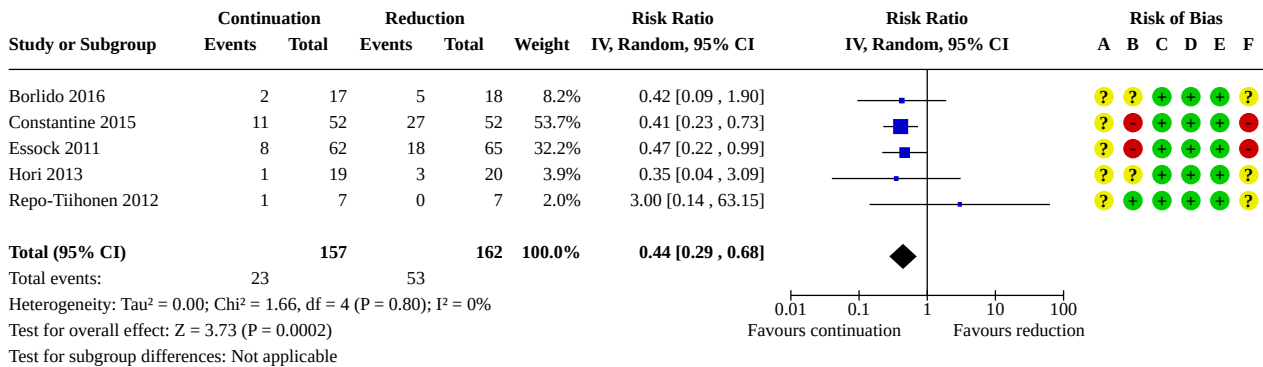 Continuation Reduction Risk Ratio Risk Ratio Risk of Bias
Study or Subgroup Events Total Events Total Weight IV, Random, 95% CI IV, Random, 95% CI A B C D E F
Borlido 2016 2 17 5 18 8.2% 0.42 [0.09 , 1.90] ? ? + + + ?
Constantine 2015 11 52 27 52 53.7% 0.41 [0.23 , 0.73] ? - + + + -
Essock 2011 8 62 18 65 32.2% 0.47 [0.22 , 0.99] ? - + + + -
Hori 2013 1 19 3 20 3.9% 0.35 [0.04 , 3.09] ? ? + + + ?
Repo-Tiihonen 2012 1 7 0 7 2.0% 3.00 [0.14 , 63.15] ? + + + + ?
Total (95% CI) 157 162 100.0% 0.44 [0.29 , 0.68]
Total events: 23 53
Heterogeneity: Tau² = 0.00; Chi² = 1.66, df = 4 (P = 0.80); I² = 0%
0.01 0.1 1 10 100
Test for overall effect: Z = 3.73 (P = 0.0002) Favours continuation Favours reduction
Test for subgroup differences: Not applicable